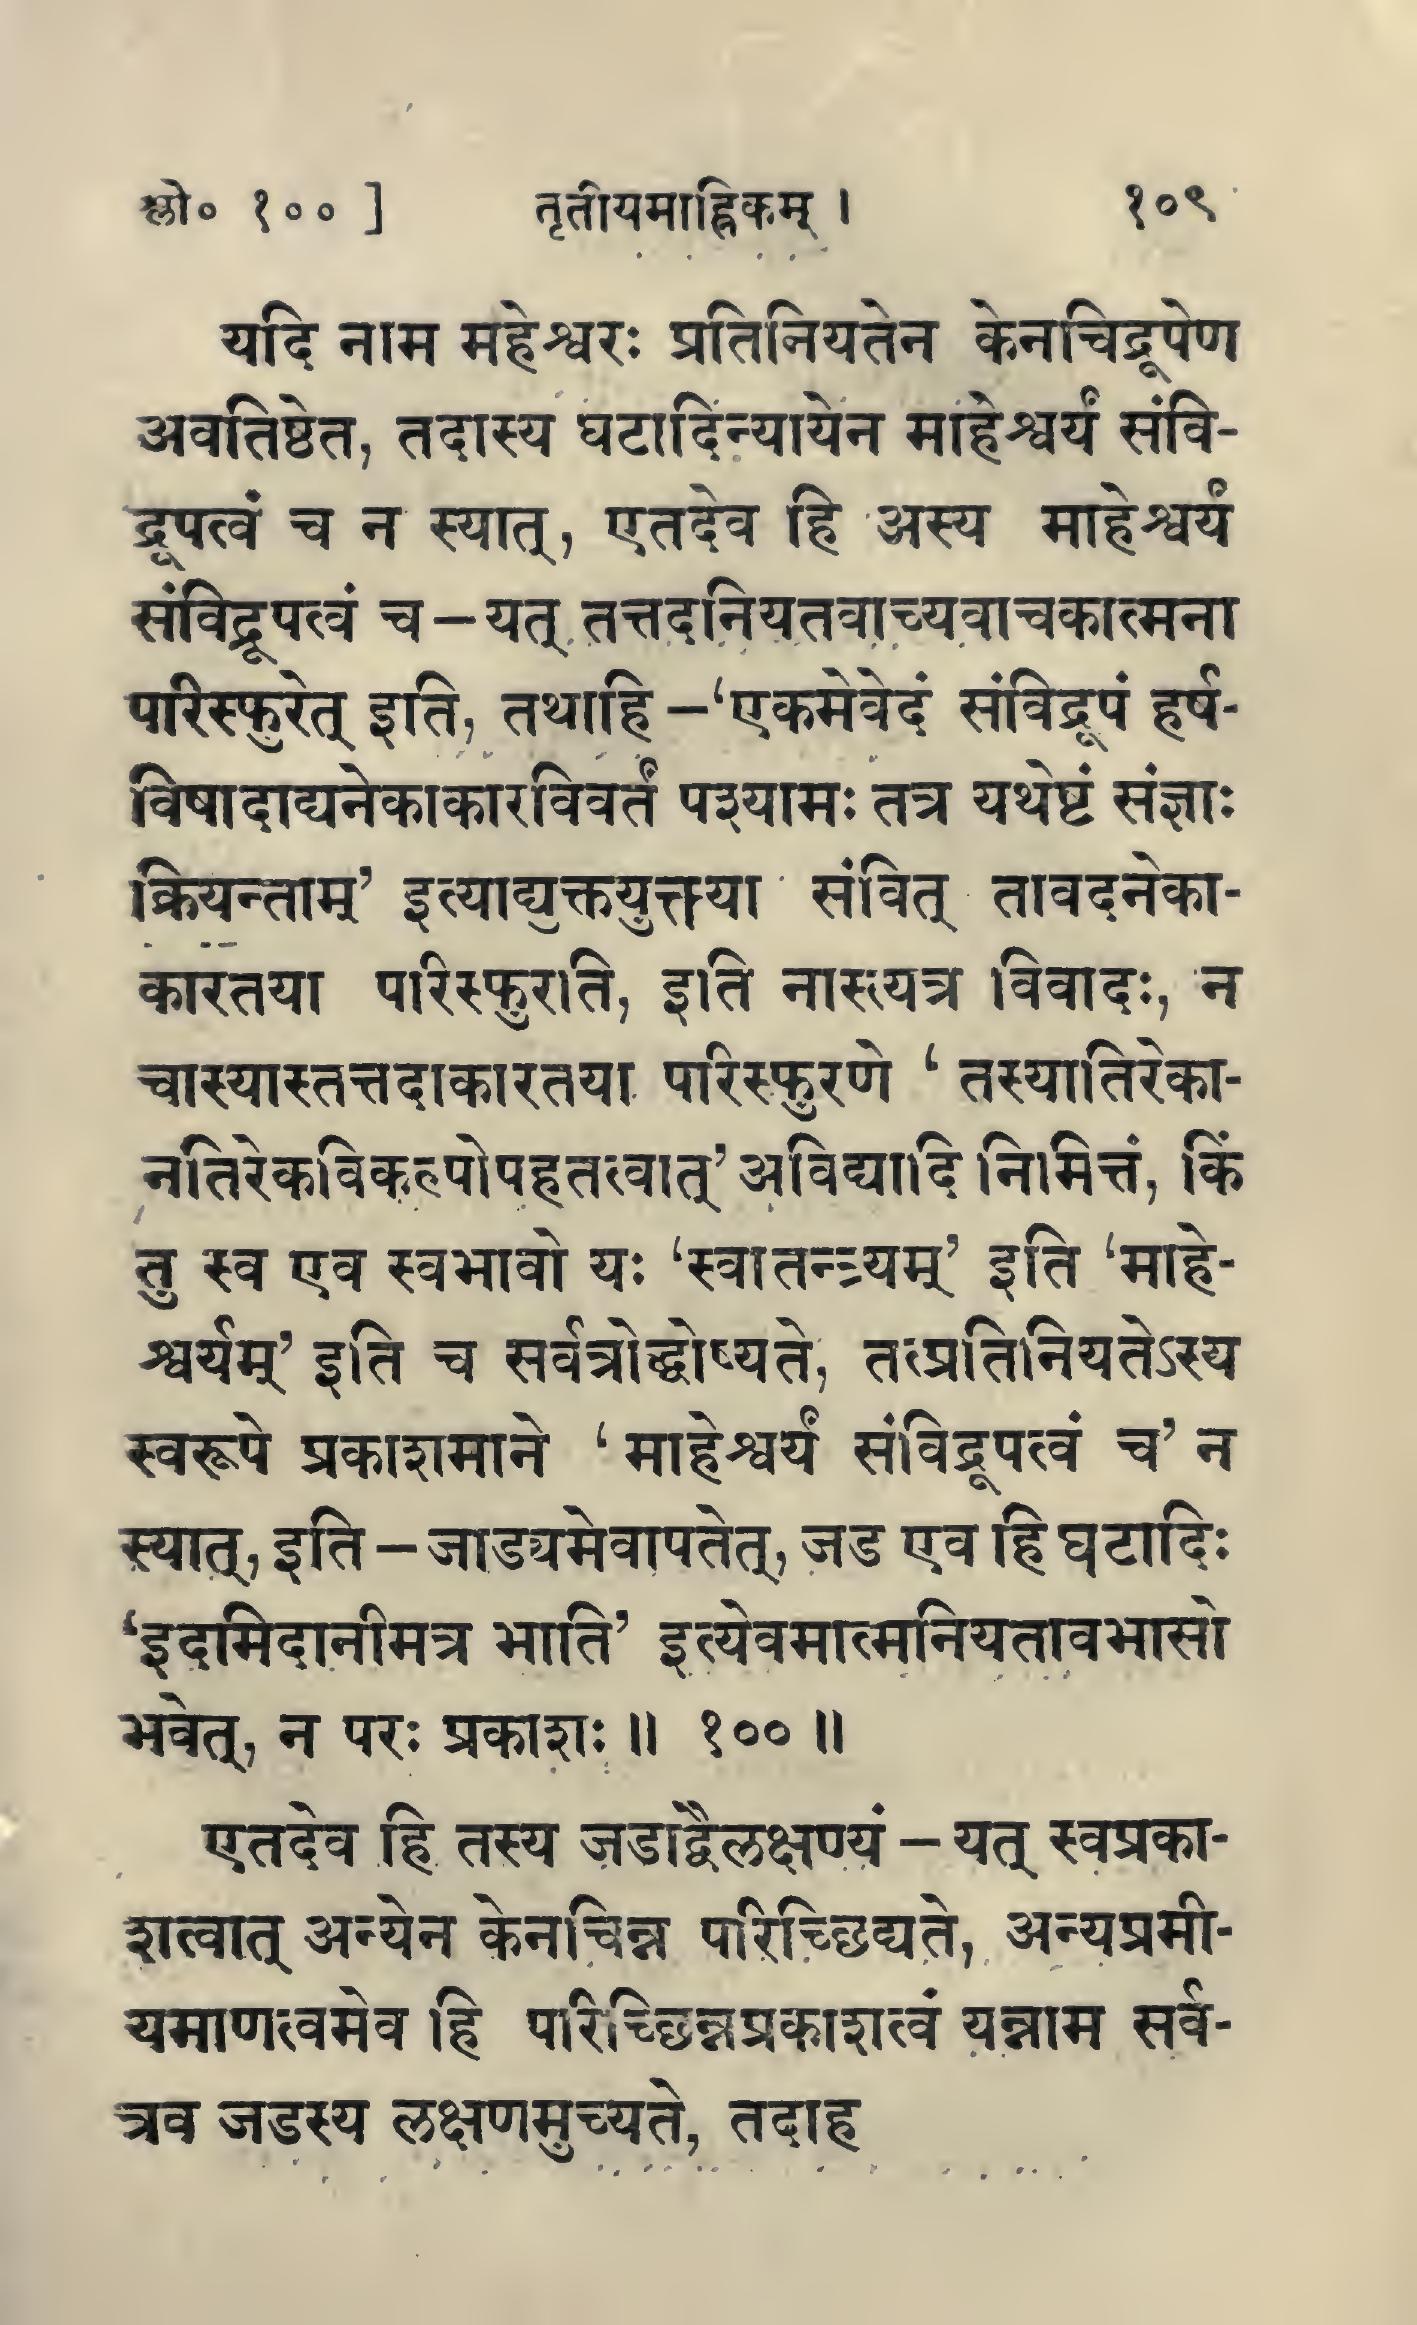 श्लो० १०० ] तृतीयमाह्निकम् । १०९
यदि नाम महेश्वरः प्रतिनियतेन केनचिद्रूपेण
अवतिष्ठेत, तदास्य घटादिन्यायेन माहेश्वर्यं संवि-
द्रूपत्वं च न स्यात्, एतदेव हि अस्य माहेश्वर्यं
संविद्रूपत्वं च – यत् तत्तदनियतवाच्यवाचकात्मना
परिस्फुरेत् इति, तथाहि – ‘एकमेवेदं संविद्रूपं हर्ष-
विषादाद्यनेकाकारविवर्तं पश्यामः तत्र यथेष्टं संज्ञाः
क्रियन्ताम्’ इत्याद्युक्तयुक्त्या संवित् तावदनेका-
कारतया परिस्फुरति, इति नास्त्यत्र विवादः, न
चास्यास्तत्तदाकारतया परिस्फुरणे ‘ तस्यातिरेका-
नतिरेकविकल्पोपहतत्वात्’ अविद्यादि निमित्तं, किं
तु स्व एव स्वभावो यः ‘स्वातन्त्र्यम्’ इति ‘माहे-
श्वर्यम्’ इति च सर्वत्रोद्घोष्यते, तत्प्रतिनियतेऽस्य
स्वरूपे प्रकाशमाने ‘ माहेश्वर्यं संविद्रूपत्वं च’ न
स्यात्, इति – जाड्यमेवापतेत्, जड एव हि घटादिः
‘इदमिदानीमत्र भाति’ इत्येवमात्मनियतावभासो
भवेत्, न परः प्रकाशः ॥ १०० ॥
एतदेव हि तस्य जडाद्वैलक्षण्यं – यत् स्वप्रका-
शत्वात् अन्येन केनचिन्न परिच्छिद्यते, अन्यप्रमी-
यमाणत्वमेव हि परिच्छिन्नप्रकाशत्वं यन्नाम सर्व-
त्रव जडस्य लक्षणमुच्यते, तदाह